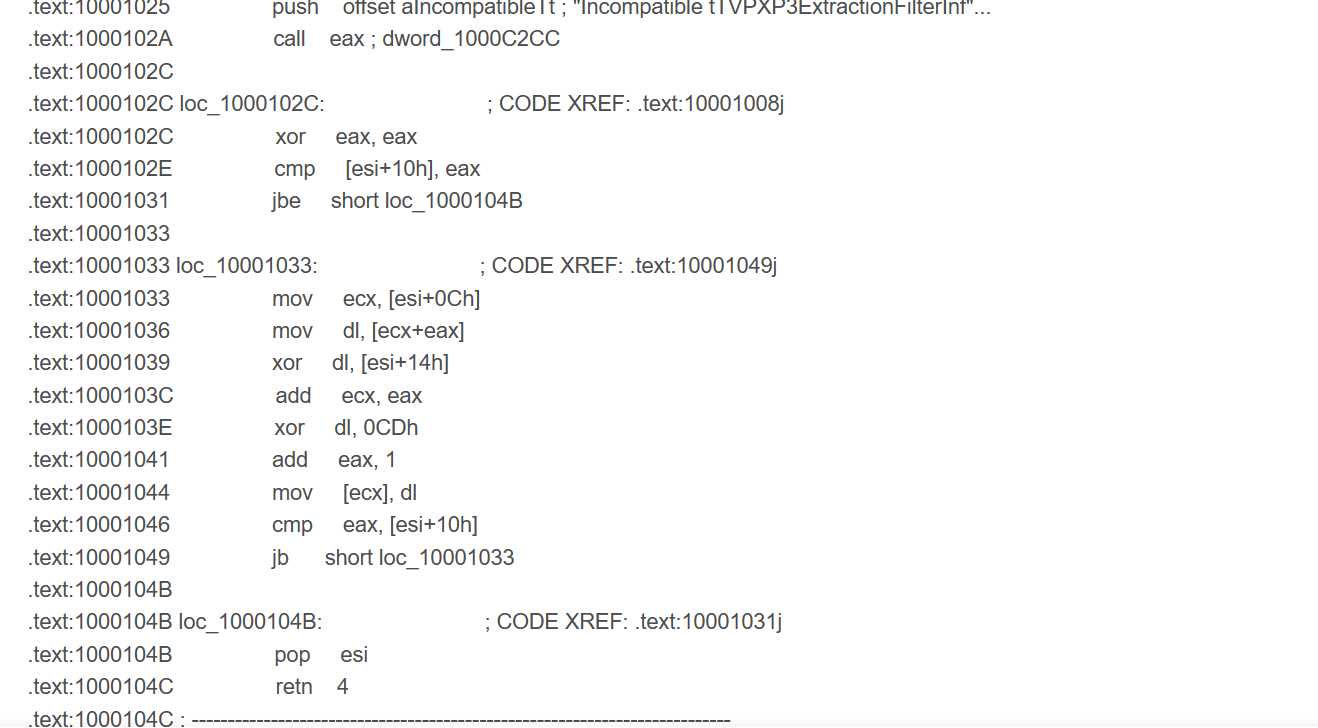 .text:10001025 push offset aIncompatibleTt ; "Incompatible tTVPXP3ExtractionFilterInf"...
.text:1000102A call eax ; dword_1000C2CC
.text:1000102C
.text:1000102C loc_1000102C: ; CODE XREF: .text:10001008j
.text:1000102C xor eax, eax
.text:1000102E cmp [esi+10h], eax
.text:10001031 jbe short loc_1000104B
.text:10001033
.text:10001033 loc_10001033: ; CODE XREF: .text:10001049j
.text:10001033 mov ecx, [esi+0Ch]
.text:10001036 mov dl, [ecx+eax]
.text:10001039 xor dl, [esi+14h]
.text:1000103C add ecx, eax
.text:1000103E xor dl, 0CDh
.text:10001041 add eax, 1
.text:10001044 mov [ecx], dl
.text:10001046 cmp eax, [esi+10h]
.text:10001049 jb short loc_10001033
.text:1000104B
.text:1000104B loc_1000104B: ; CODE XREF: .text:10001031j
.text:1000104B pop esi
.text:1000104C retn 4
.text:1000104C ; ---------------------------------------------------------------------------